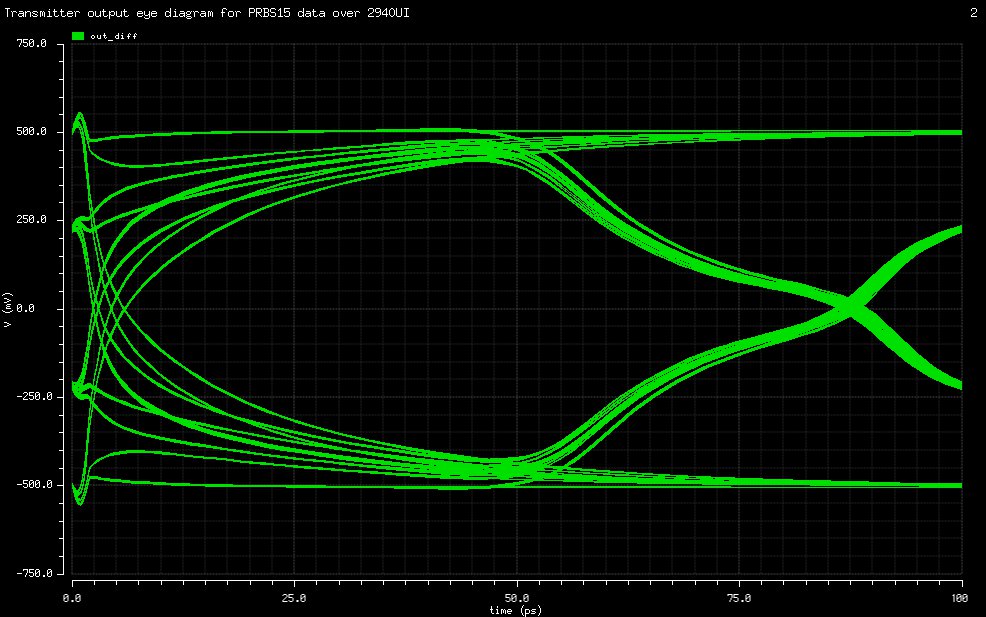 Transmitter output eye diagram for PRBS15 data over 2940UI
2
out_diff
750.0
500.0
250.0
0.0
-250.0
-500.0
-750.0
V (mV)
0.0 25.0 50.0 75.0 100
time (ps)